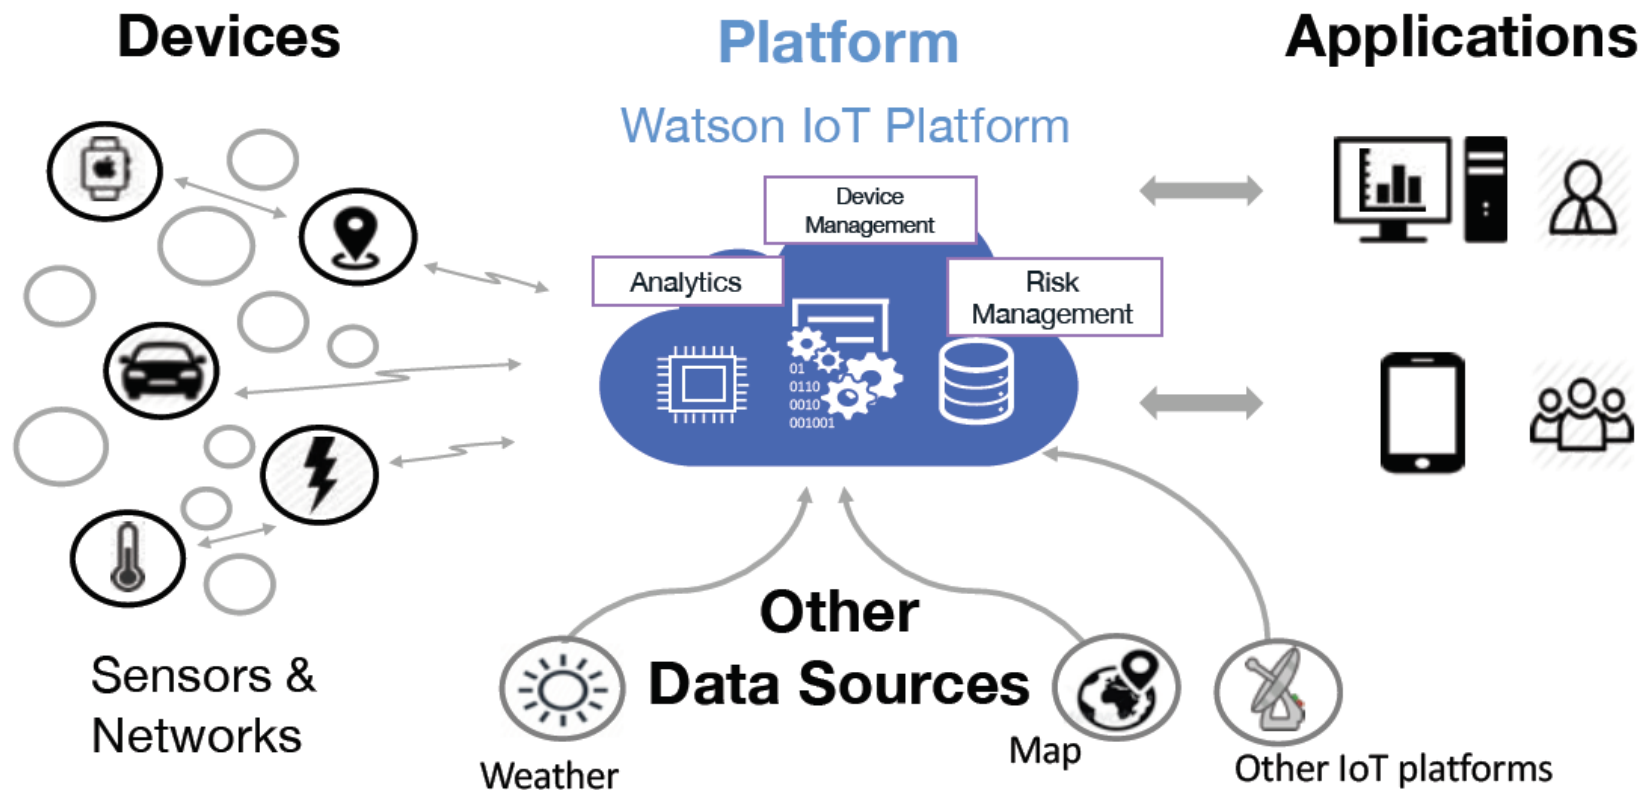 Devices
Platform
Applications
Watson IoT Platform
Device
Management
Analytics
Risk
Management
01
0110
0010
001001
Other
Data Sources
Sensors &
Networks
Weather
Map
Other IoT platforms